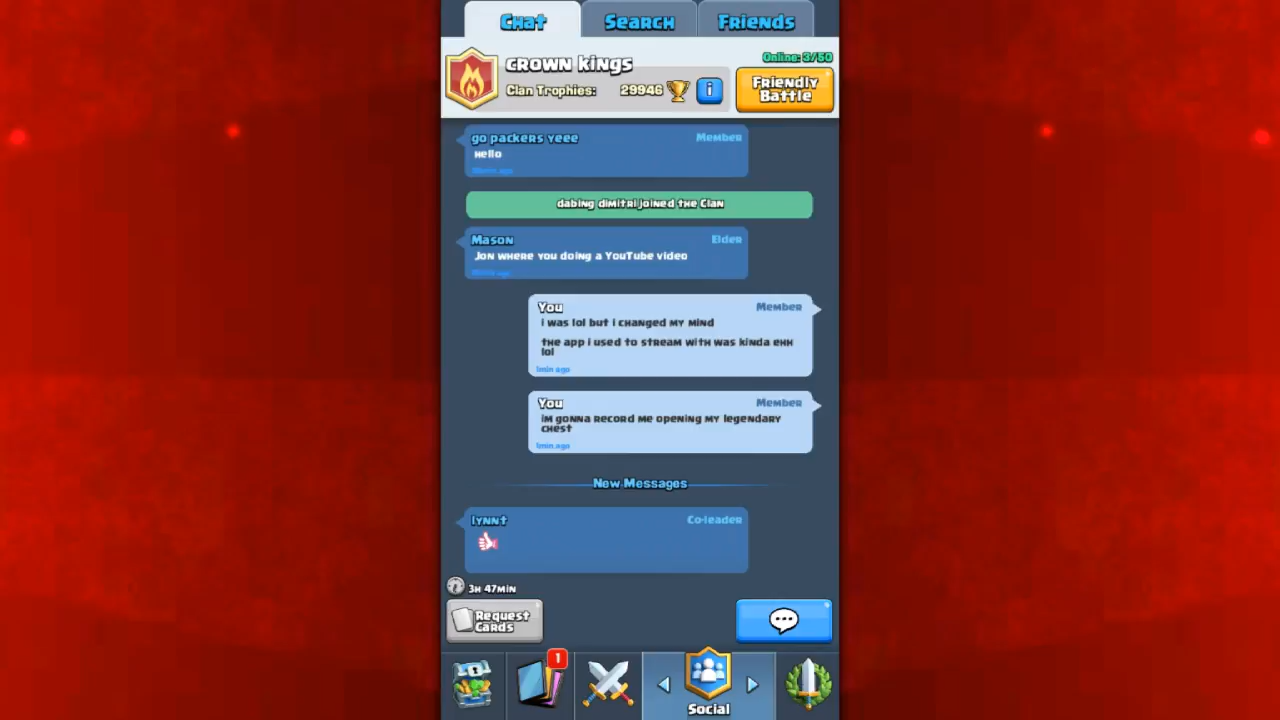 Chat
Search
Friends
CROWN KINGS
Online: 3/50
Clan Trophies: 29946
Friendly
Battle
go packers yeee Member
Hello
dabing dimitri joined the Clan
Mason Elder
Jon where you doing a YouTube video
You Member
i was lol but i changed my mind
the app i used to stream with was kinda ehh
lol
1min ago
You Member
im gonna record me opening my legendary
chest
1min ago
New Messages
lynnt Co-leader
3h 47min
Request
Cards
1
Social